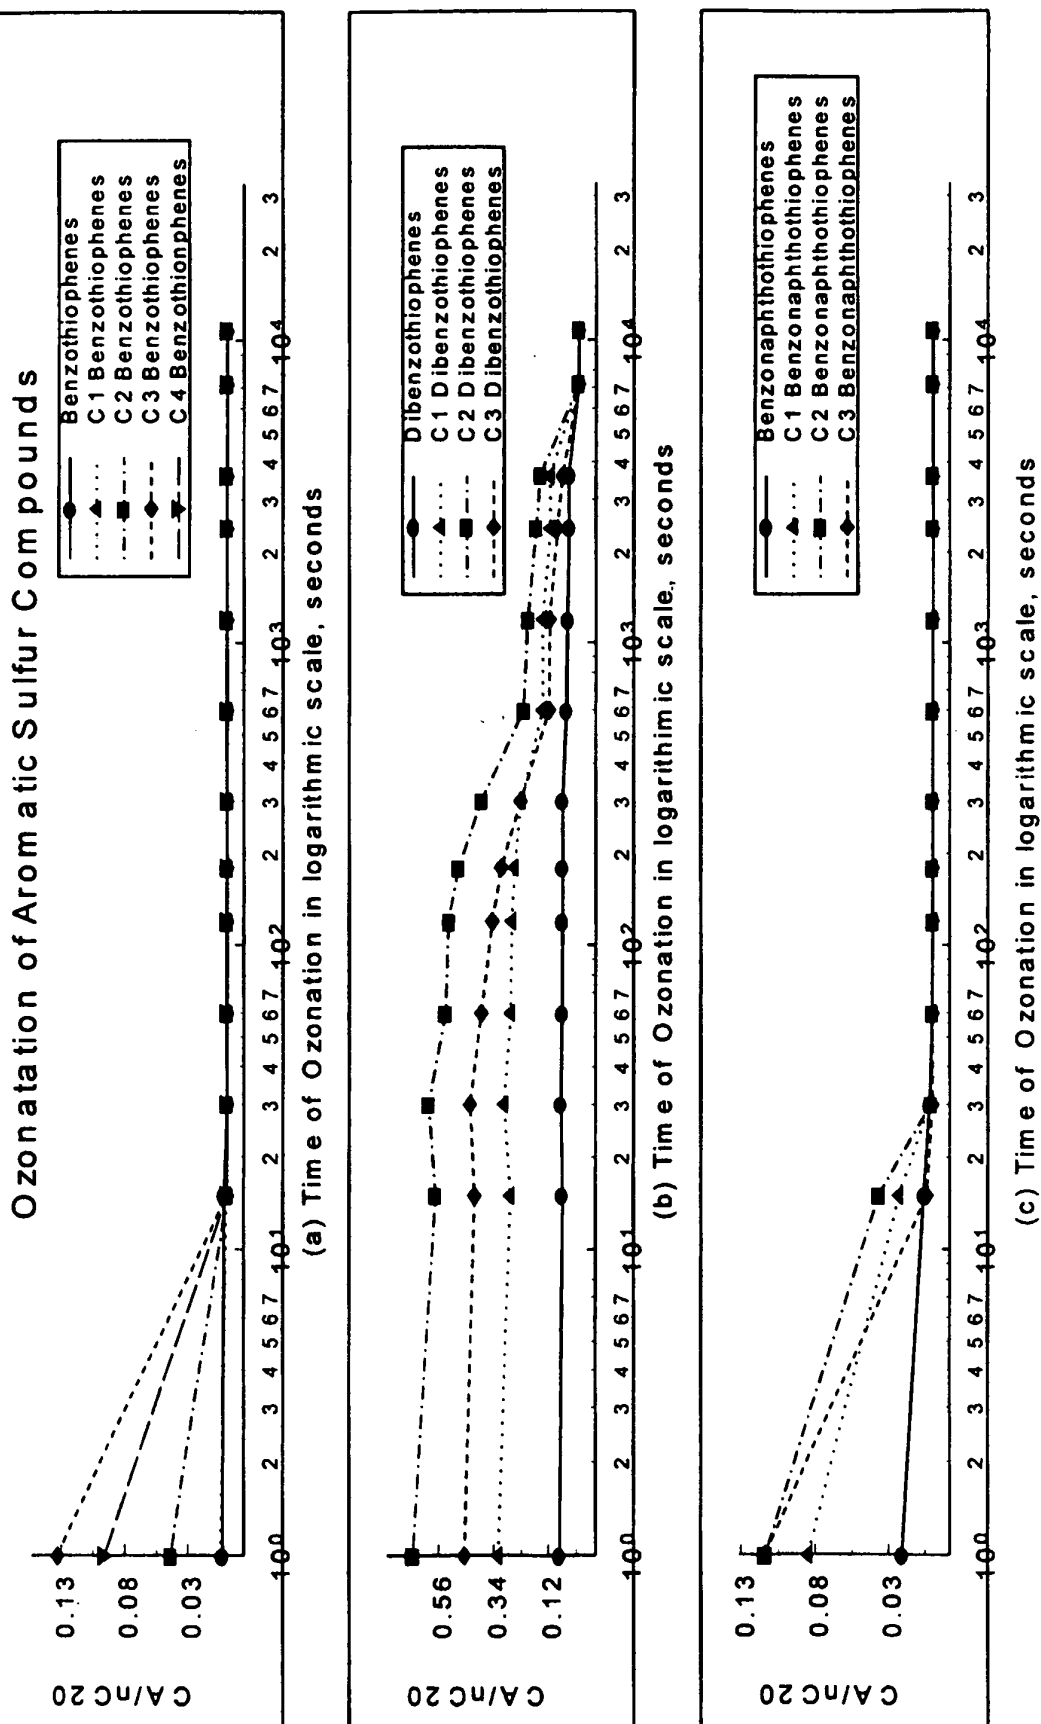 Ozonatation of Aromatic Sulfur Compounds
CA/nC20
0.13
0.08
0.03
Benzothiophenes
C1 Benzothiophenes
C2 Benzothiophenes
C3 Benzothiophenes
C4 Benzothionphenes
10^0 2 3 4 5 6 7 10^1 2 3 4 5 6 7 10^2 2 3 4 5 6 7 10^3 2 3 4 5 6 7 10^4 2 3
(a) Time of Ozonation in logarithmic scale, seconds
CA/nC20
0.56
0.34
0.12
Dibenzothiophenes
C1 Dibenzothiophenes
C2 Dibenzothiophenes
C3 Dibenzothiophenes
10^0 2 3 4 5 6 7 10^1 2 3 4 5 6 7 10^2 2 3 4 5 6 7 10^3 2 3 4 5 6 7 10^4 2 3
(b) Time of Ozonation in logarithimic scale., seconds
CA/nC20
0.13
0.08
0.03
Benzonaphthothiophenes
C1 Benzonaphthothiophenes
C2 Benzonaphthothiophenes
C3 Benzonaphthothiophenes
10^0 2 3 4 5 6 7 10^1 2 3 4 5 6 7 10^2 2 3 4 5 6 7 10^3 2 3 4 5 6 7 10^4 2 3
(c) Time of Ozonation in logarithmic scale, seconds